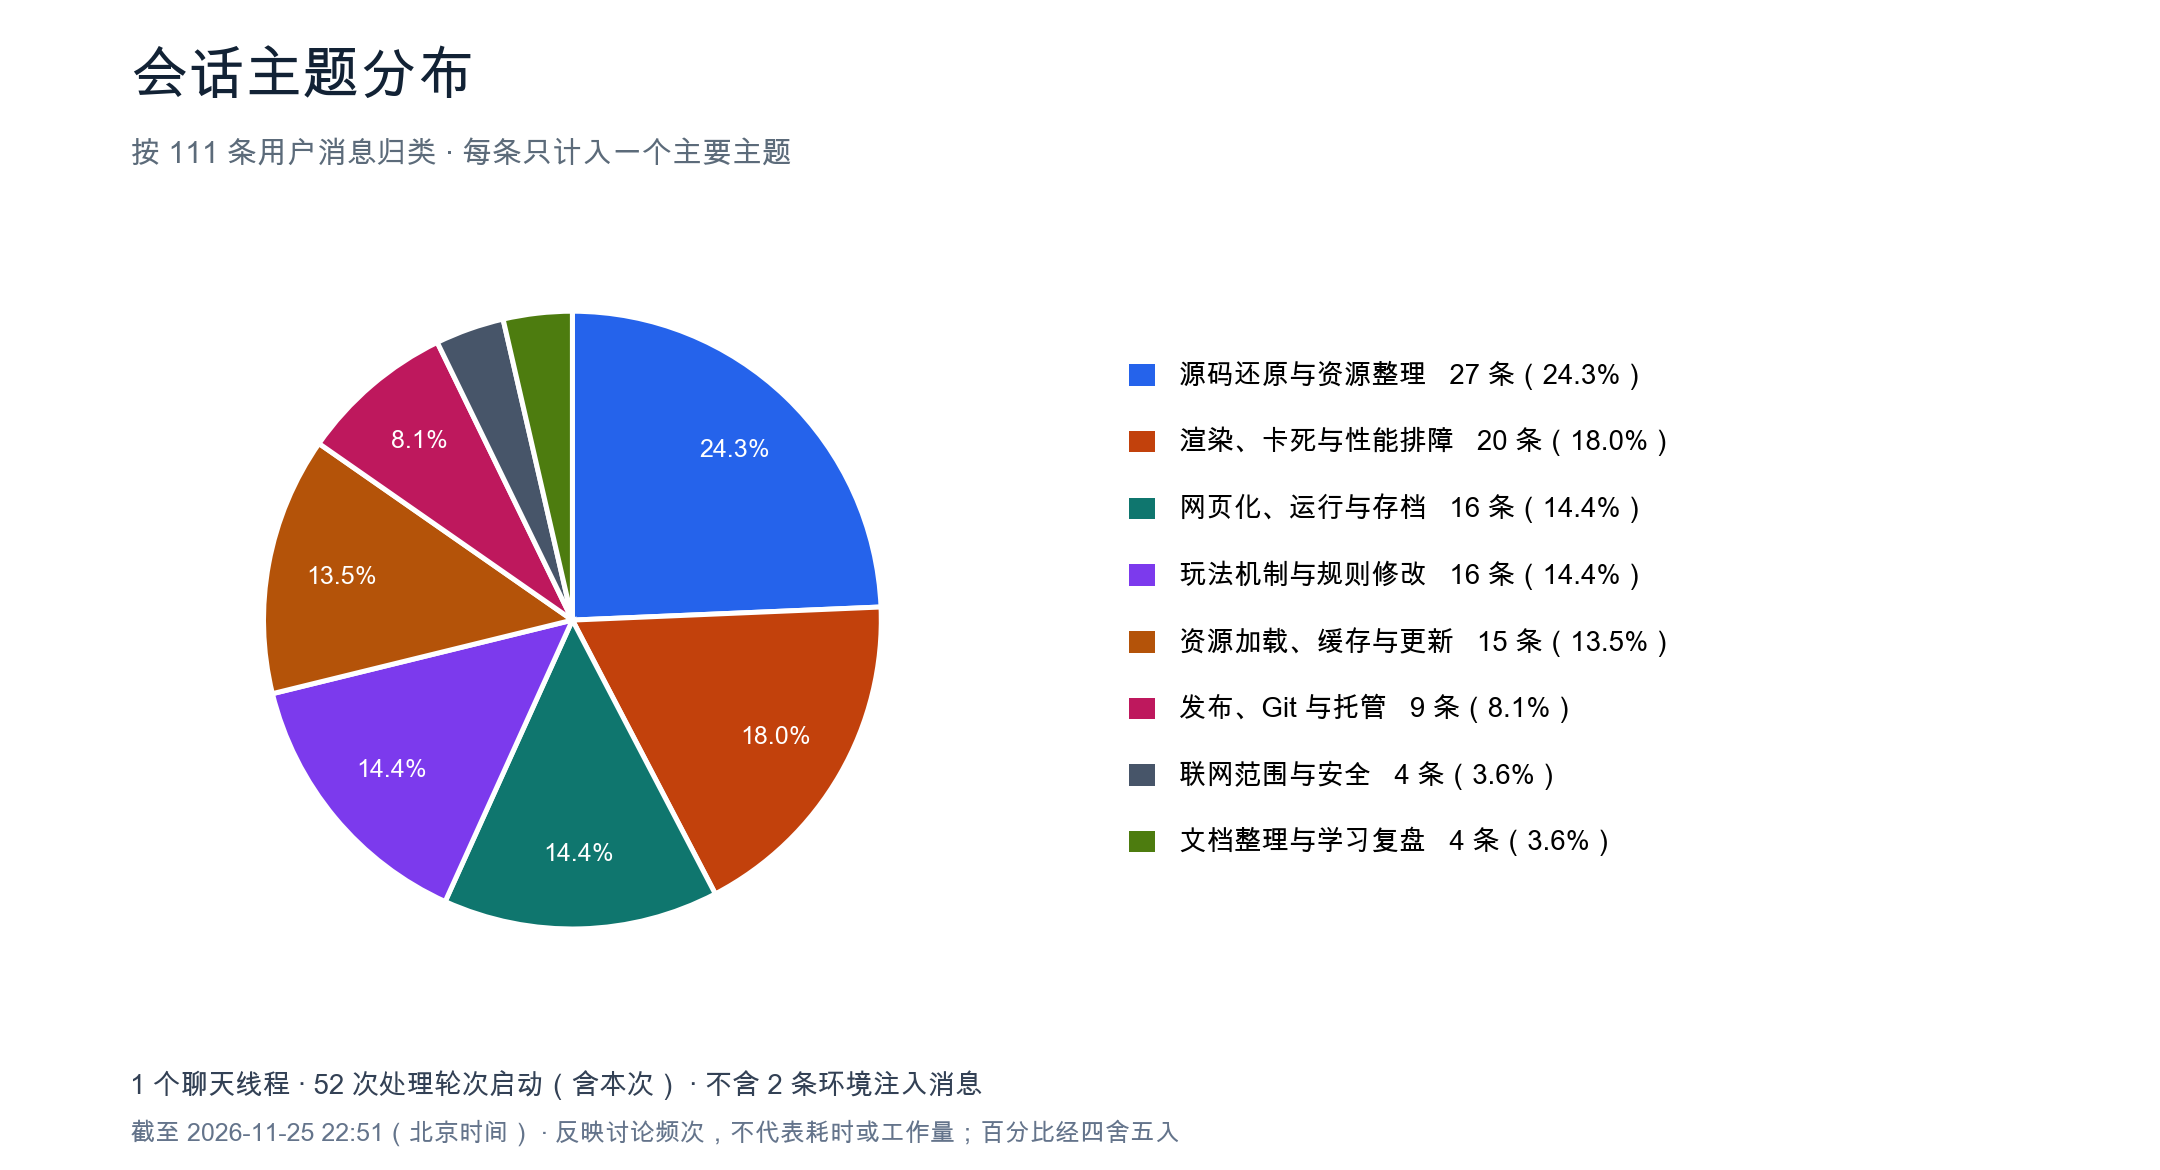 会话主题分布
按 111 条用户消息归类 · 每条只计入一个主要主题
24.3%
18.0%
14.4%
14.4%
13.5%
8.1%
源码还原与资源整理 27 条（24.3%）
渲染、卡死与性能排障 20 条（18.0%）
网页化、运行与存档 16 条（14.4%）
玩法机制与规则修改 16 条（14.4%）
资源加载、缓存与更新 15 条（13.5%）
发布、Git 与托管 9 条（8.1%）
联网范围与安全 4 条（3.6%）
文档整理与学习复盘 4 条（3.6%）
1 个聊天线程 · 52 次处理轮次启动（含本次） · 不含 2 条环境注入消息
截至 2026-11-25 22:51（北京时间） · 反映讨论频次，不代表耗时或工作量；百分比经四舍五入